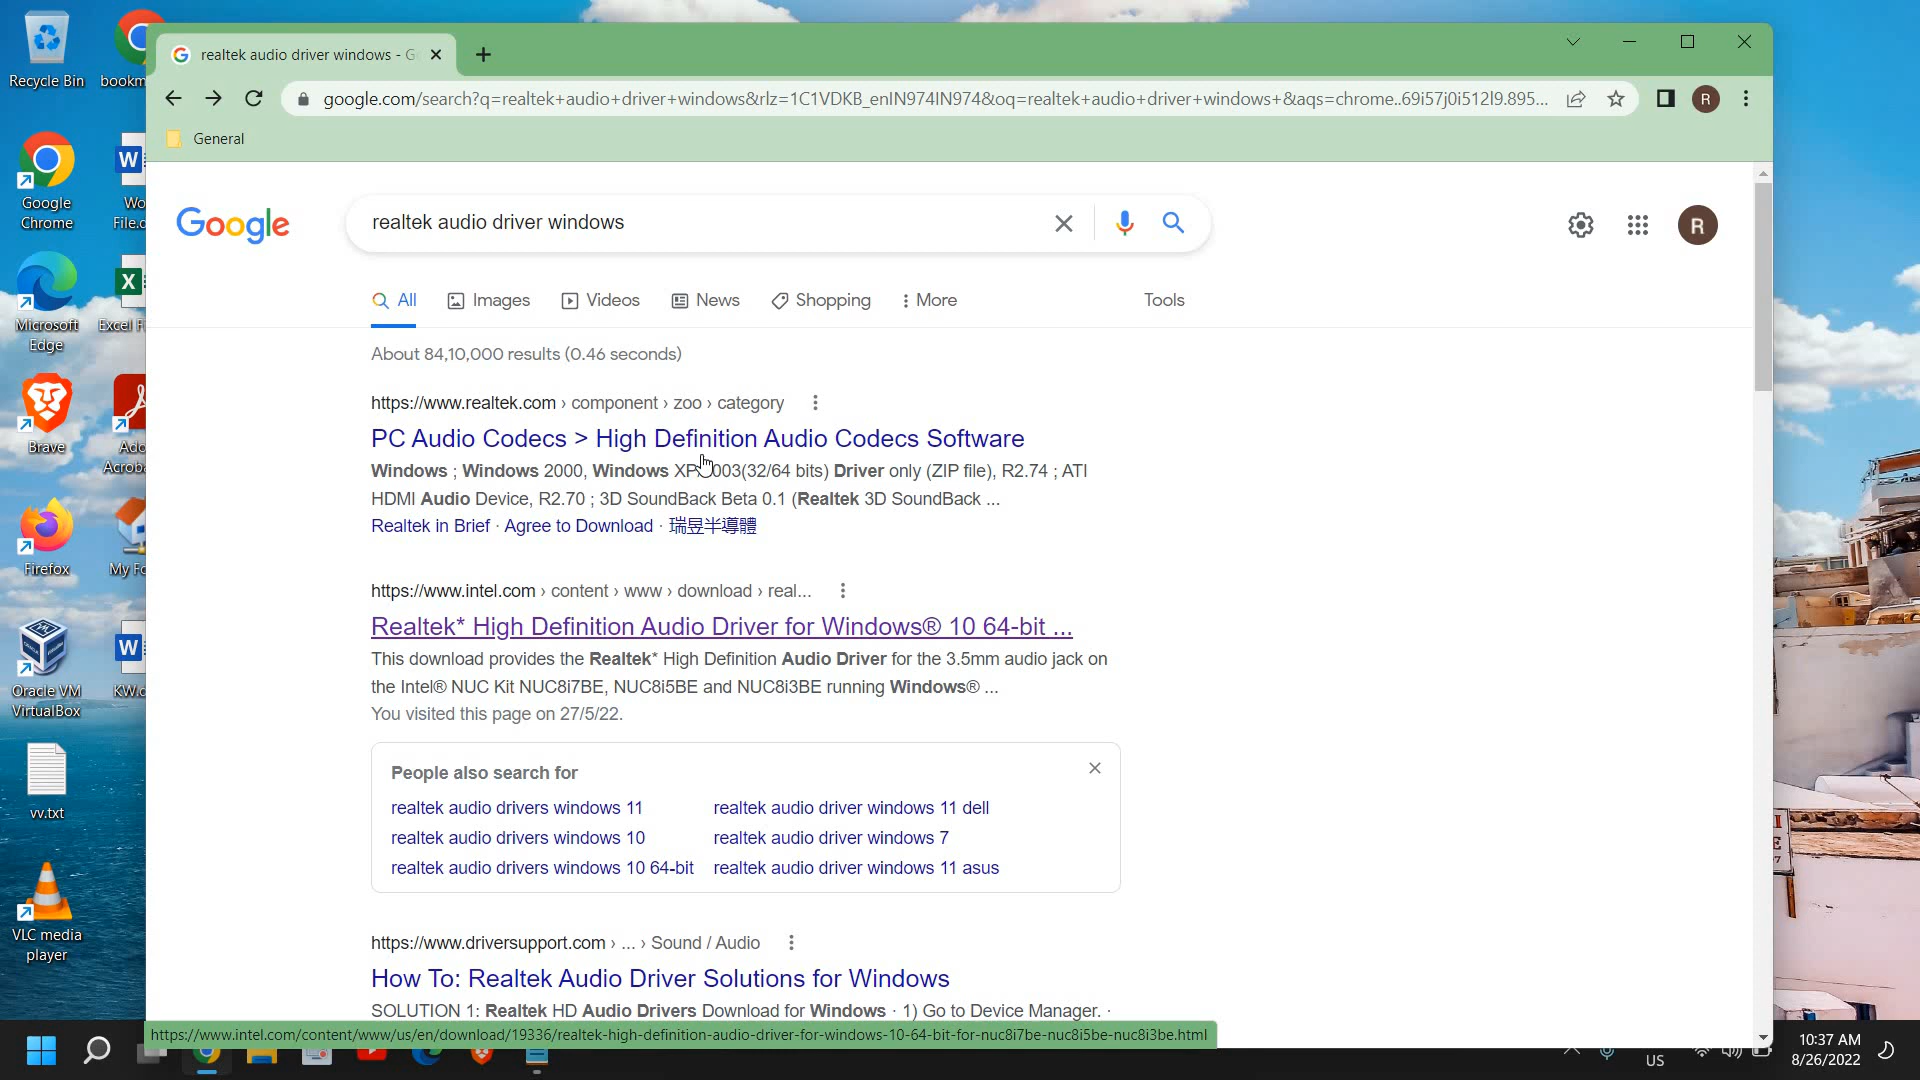 Recycle Bin
bookm
realtek audio driver windows - G
google.com/search?q=realtek+audio+driver+windows&rlz=1C1VDKB_enIN974IN974&oq=realtek+audio+driver+windows+&aqs=chrome..69i57j0i512l9.895...
R
General
Google Chrome
Wo
File.d
Google
realtek audio driver windows
R
All
Images
Videos
News
Shopping
More
Tools
Microsoft Edge
Excel F
About 84,10,000 results (0.46 seconds)
https://www.realtek.com › component › zoo › category
PC Audio Codecs > High Definition Audio Codecs Software
Windows ; Windows 2000, Windows XP 003(32/64 bits) Driver only (ZIP file), R2.74 ; ATI
HDMI Audio Device, R2.70 ; 3D SoundBack Beta 0.1 (Realtek 3D SoundBack ...
Realtek in Brief · Agree to Download · 瑞昱半導體
Brave
Ado
Acroba
Firefox
My Fo
https://www.intel.com › content › www › download › real...
Realtek* High Definition Audio Driver for Windows® 10 64-bit ...
This download provides the Realtek* High Definition Audio Driver for the 3.5mm audio jack on
the Intel® NUC Kit NUC8i7BE, NUC8i5BE and NUC8i3BE running Windows® ...
You visited this page on 27/5/22.
Oracle VM VirtualBox
KW.d
People also search for
realtek audio drivers windows 11
realtek audio driver windows 11 dell
realtek audio drivers windows 10
realtek audio driver windows 7
realtek audio drivers windows 10 64-bit
realtek audio driver windows 11 asus
vv.txt
VLC media player
https://www.driversupport.com › ... › Sound / Audio
How To: Realtek Audio Driver Solutions for Windows
SOLUTION 1: Realtek HD Audio Drivers Download for Windows · 1) Go to Device Manager. ·
https://www.intel.com/content/www/us/en/download/19336/realtek-high-definition-audio-driver-for-windows-10-64-bit-for-nuc8i7be-nuc8i5be-nuc8i3be.html
US
10:37 AM
8/26/2022